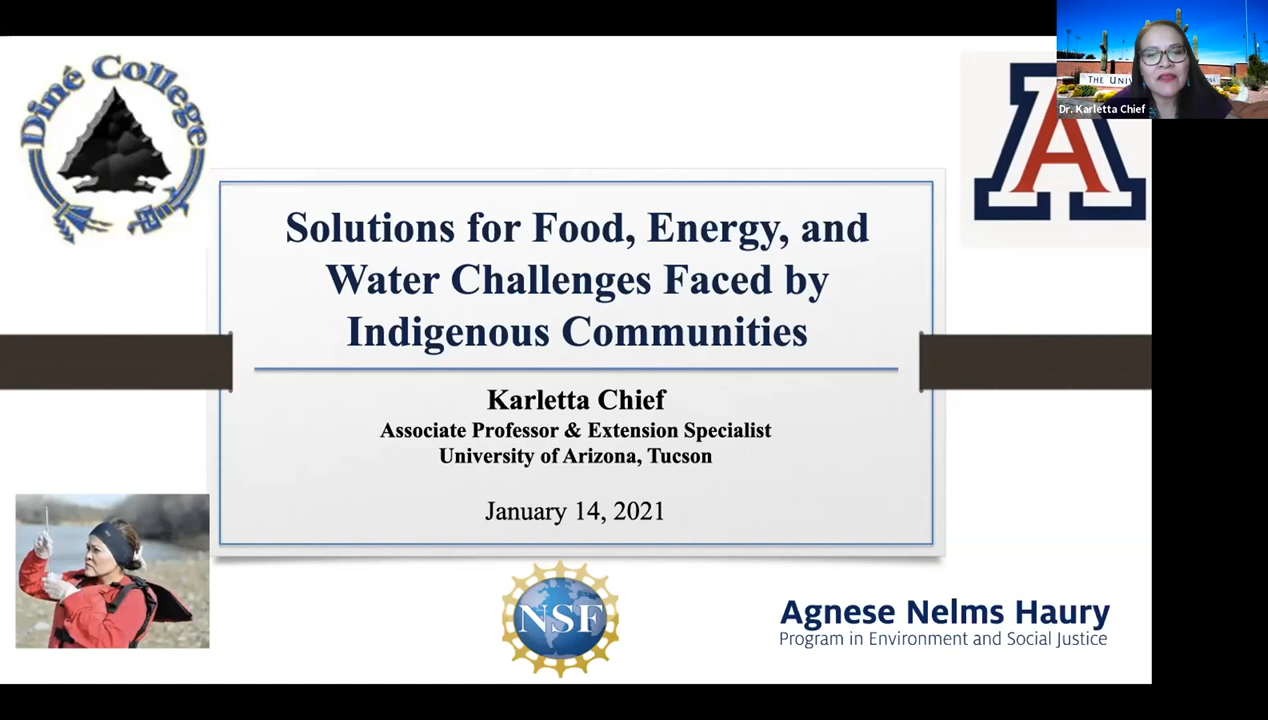 Diné College
THE UNIV
Dr. Karletta Chief
A
Solutions for Food, Energy, and
Water Challenges Faced by
Indigenous Communities
Karletta Chief
Associate Professor & Extension Specialist
University of Arizona, Tucson
January 14, 2021
NSF
Agnese Nelms Haury
Program in Environment and Social Justice